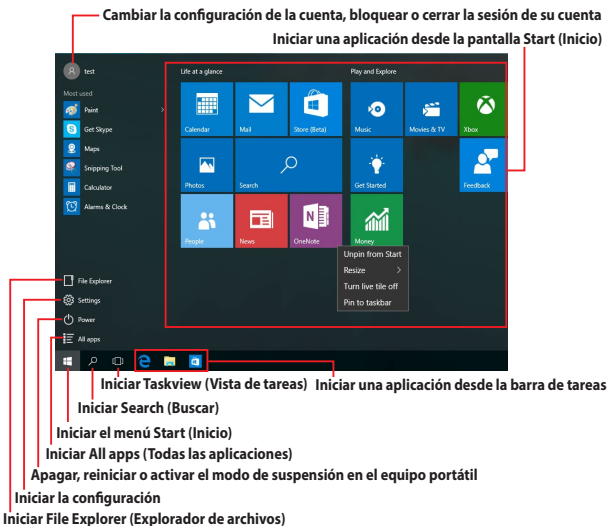 Cambiar la configuración de la cuenta, bloquear o cerrar la sesión de su cuenta
Iniciar una aplicación desde la pantalla Start (Inicio)
test
Life at a glance
Play and Explore
Most used
Paint
Get Skype
Maps
Snipping Tool
Calculator
Alarms & Clock
Calendar
Mail
Store (Beta)
Music
Movies & TV
Xbox
Photos
Search
Get Started
Feedback
People
News
OneNote
Money
Unpin from Start
Resize
Turn live tile off
Pin to taskbar
File Explorer
Settings
Power
All apps
Iniciar Taskview (Vista de tareas)
Iniciar una aplicación desde la barra de tareas
Iniciar Search (Buscar)
Iniciar el menú Start (Inicio)
Iniciar All apps (Todas las aplicaciones)
Apagar, reiniciar o activar el modo de suspensión en el equipo portátil
Iniciar la configuración
Iniciar File Explorer (Explorador de archivos)